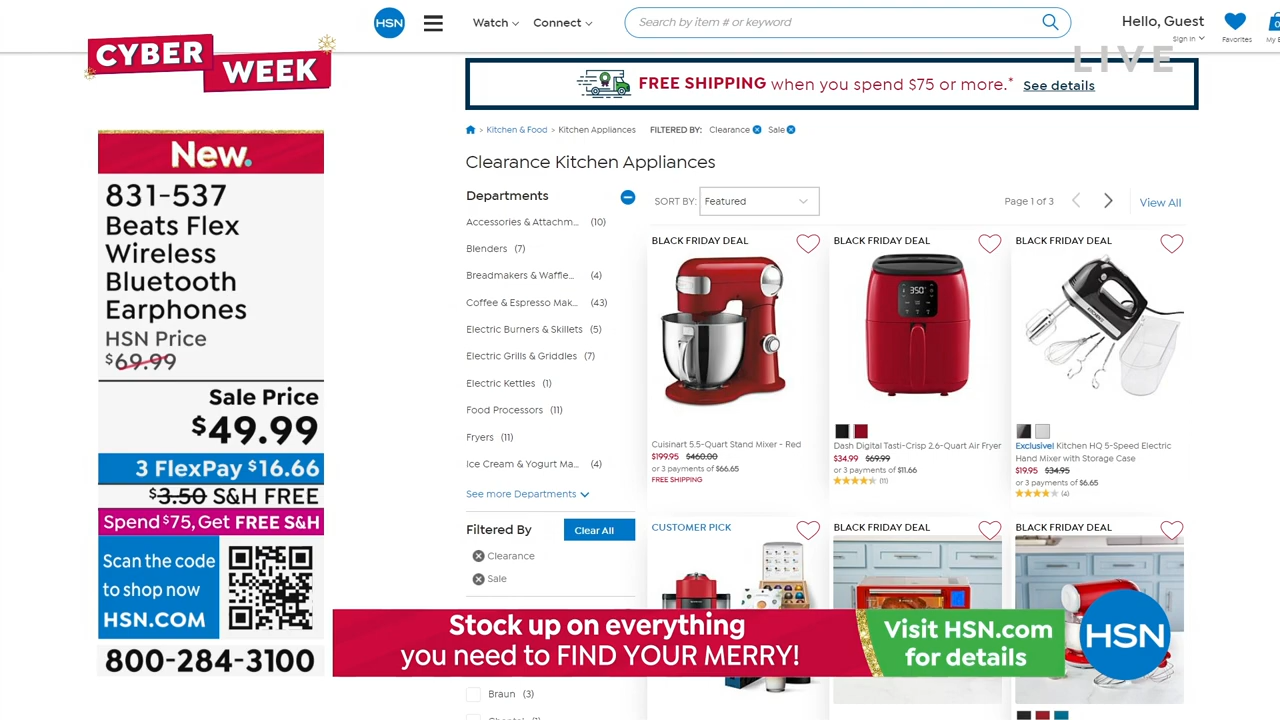 HSN
Watch
Connect
Search by item # or keyword
Hello, Guest
Sign In
Favorites
LIVE
CYBER
WEEK
FREE SHIPPING when you spend $75 or more.* See details
> Kitchen & Food > Kitchen Appliances FILTERED BY: Clearance Sale
Clearance Kitchen Appliances
New.
831-537
Beats Flex
Wireless
Bluetooth
Earphones
HSN Price
$69.99
Sale Price
$49.99
3 FlexPay $16.66
$3.50 S&H FREE
Spend $75, Get FREE S&H
Scan the code
to shop now
HSN.COM
800-284-3100
Departments
Accessories & Attachm... (10)
Blenders (7)
Breadmakers & Waffle... (4)
Coffee & Espresso Mak... (43)
Electric Burners & Skillets (5)
Electric Grills & Griddles (7)
Electric Kettles (1)
Food Processors (11)
Fryers (11)
Ice Cream & Yogurt Ma... (4)
See more Departments
Filtered By
Clear All
Clearance
Sale
Braun (3)
SORT BY: Featured
Page 1 of 3
View All
BLACK FRIDAY DEAL
Cuisinart 5.5-Quart Stand Mixer - Red
$199.95 $460.00
or 3 payments of $66.65
FREE SHIPPING
BLACK FRIDAY DEAL
350°
Dash Digital Tasti-Crisp 2.6-Quart Air Fryer
$34.99 $69.99
or 3 payments of $11.66
(11)
BLACK FRIDAY DEAL
Exclusive! Kitchen HQ 5-Speed Electric
Hand Mixer with Storage Case
$19.95 $34.95
or 3 payments of $6.65
(4)
CUSTOMER PICK
BLACK FRIDAY DEAL
BLACK FRIDAY DEAL
Stock up on everything
you need to FIND YOUR MERRY!
Visit HSN.com
for details
HSN